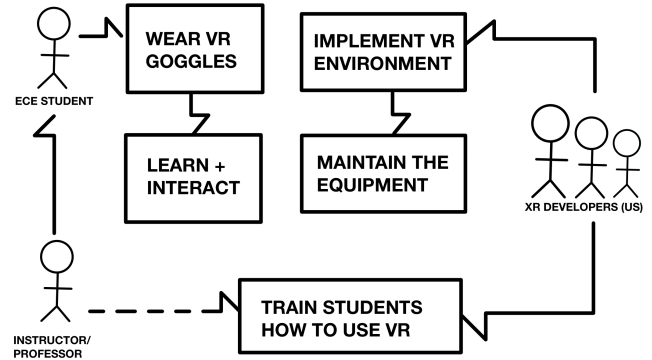 WEAR VR
GOGGLES
IMPLEMENT VR
ENVIRONMENT
ECE STUDENT
LEARN +
INTERACT
MAINTAIN THE
EQUIPMENT
XR DEVELOPERS (US)
TRAIN STUDENTS
HOW TO USE VR
INSTRUCTOR/
PROFESSOR